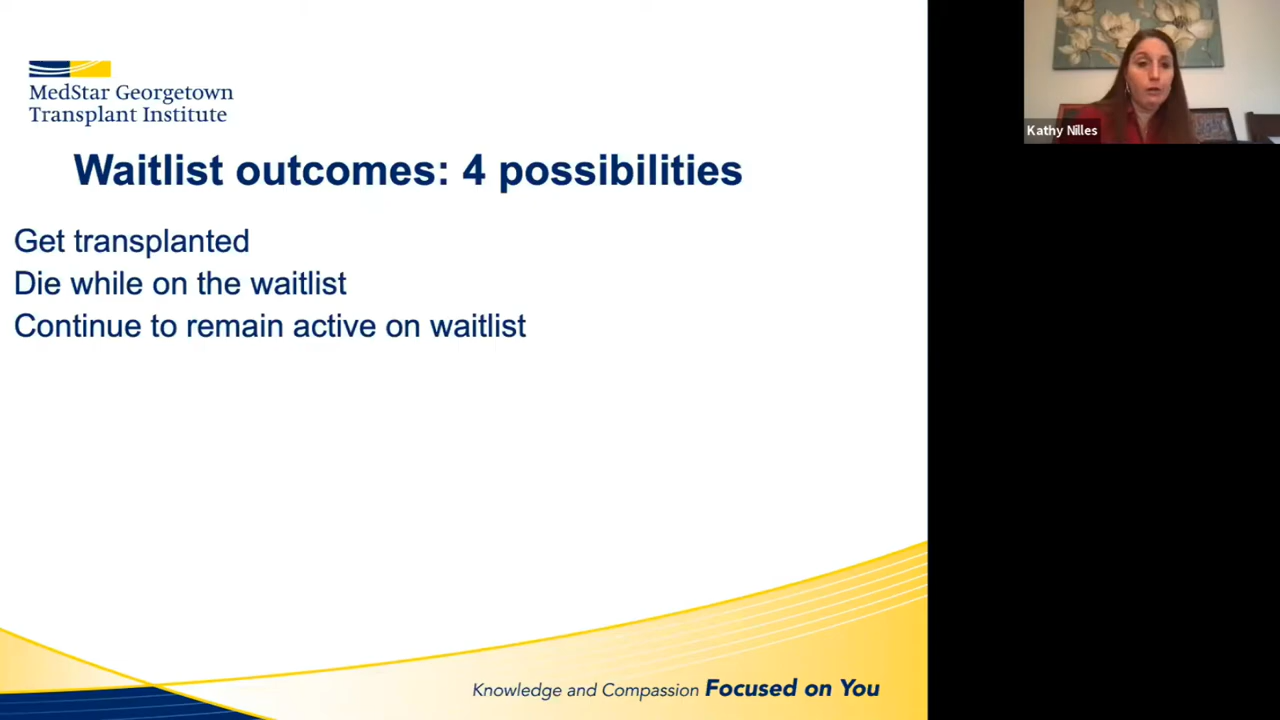 MedStar Georgetown
Transplant Institute
Waitlist outcomes: 4 possibilities
Get transplanted
Die while on the waitlist
Continue to remain active on waitlist
Knowledge and Compassion Focused on You
Kathy Nilles